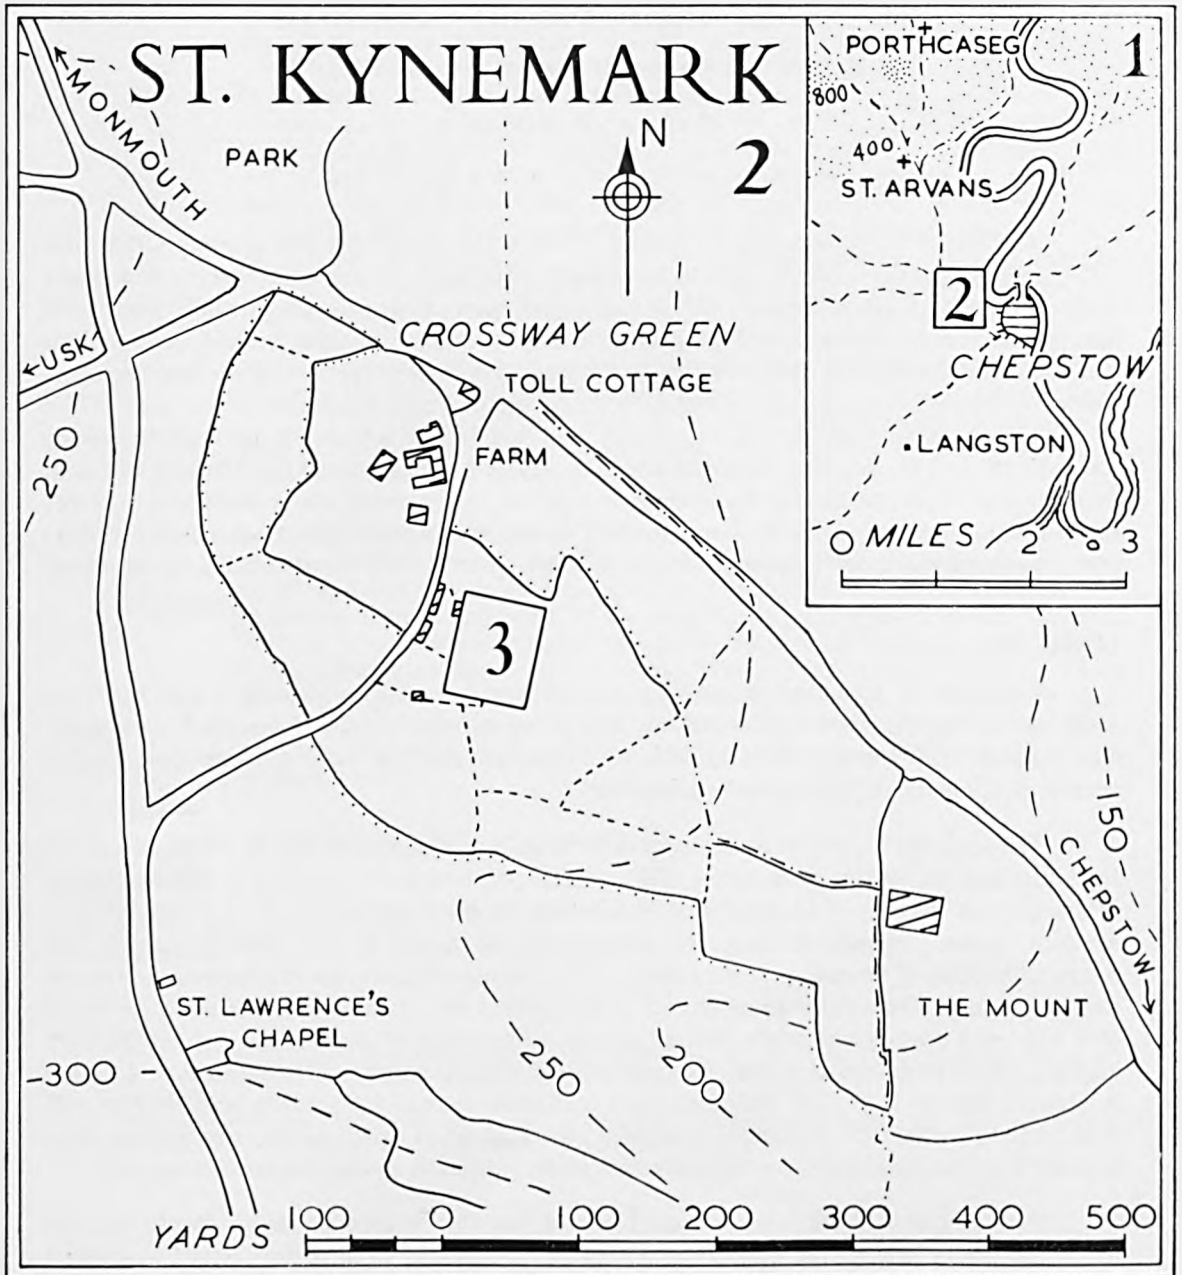 ST. KYNEMARK
2
1
MONMOUTH
PARK
N
USK
250
CROSSWAY GREEN
TOLL COTTAGE
FARM
3
ST. LAWRENCE'S
CHAPEL
300
250
200
THE MOUNT
150
CHEPSTOW
YARDS
100 0 100 200 300 400 500
PORTHCASEG
800
400
ST. ARVANS
2
CHEPSTOW
LANGSTON
0 MILES 2 3